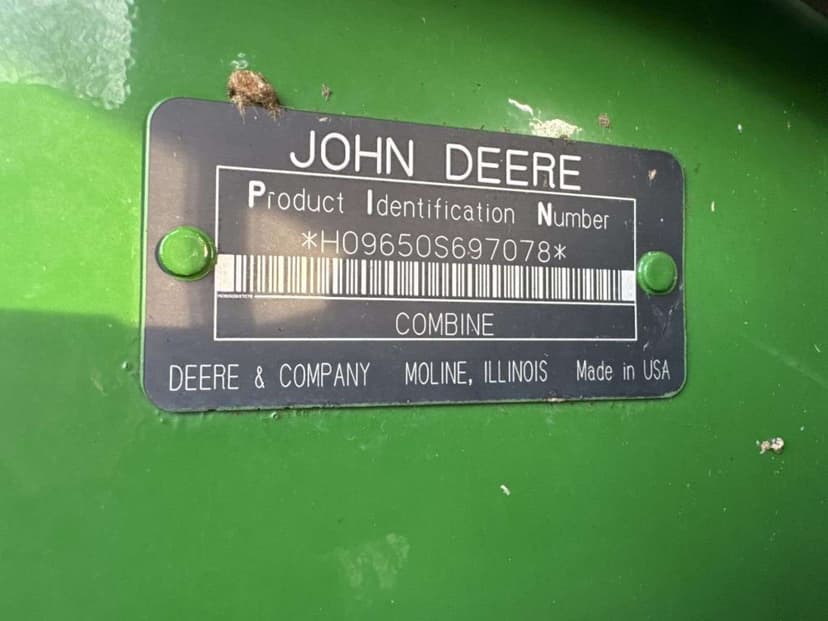 JOHN DEERE
Product Identification Number
*H09650S697078*
COMBINE
DEERE & COMPANY MOLINE, ILLINOIS Made in USA